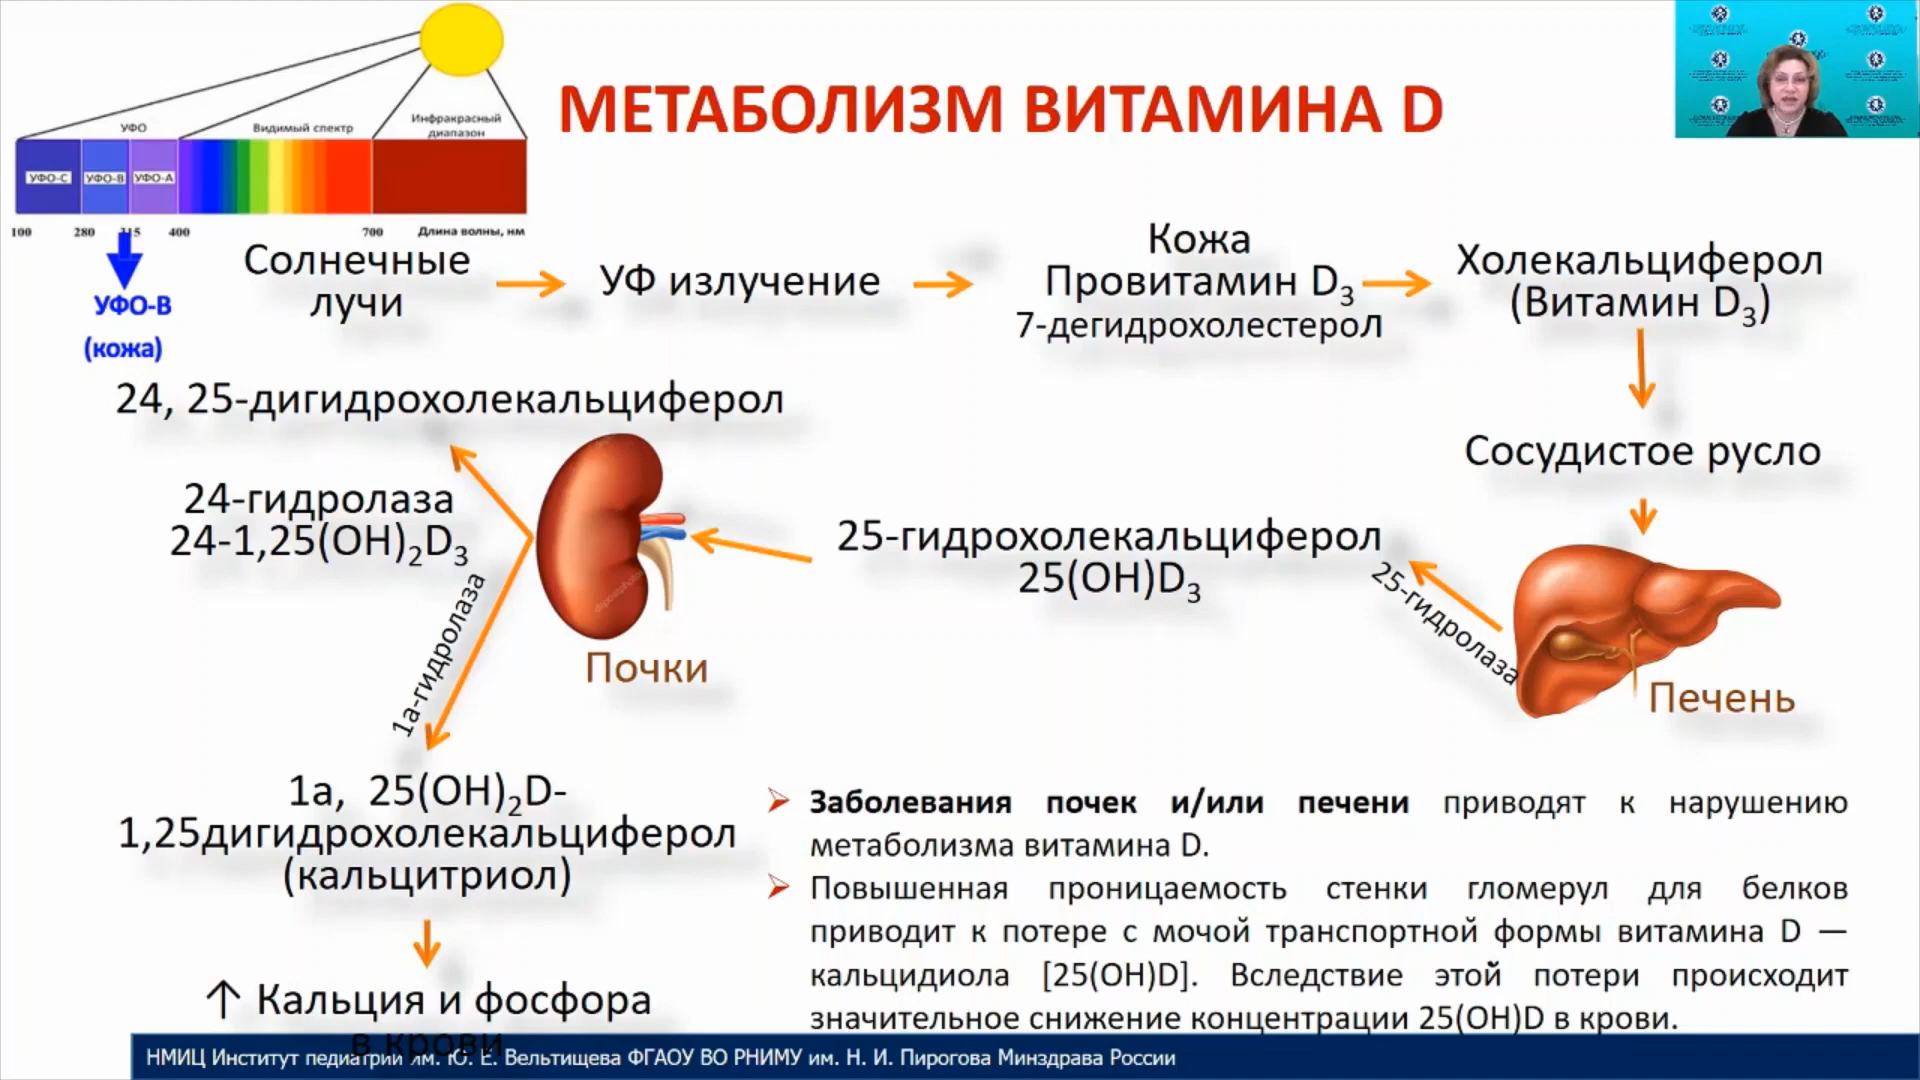 МЕТАБОЛИЗМ ВИТАМИНА D
УФО
Видимый спектр
Инфракрасный
диапазон
УФО-С
УФО-В
УФО-А
100
280
315
400
700
Длина волны, нм
УФО-В
(кожа)
Солнечные
лучи
УФ излучение
Кожа
Провитамин D₃
7-дегидрохолестерол
Холекальциферол
(Витамин D₃)
Сосудистое русло
Печень
25-гидролаза
25-гидрохолекальциферол
25(OH)D₃
Почки
24, 25-дигидрохолекальциферол
24-гидролаза
24-1,25(OH)₂D₃
1а-гидролаза
1а, 25(OH)₂D-
1,25дигидрохолекальциферол
(кальцитриол)
↑ Кальция и фосфора
в крови
Заболевания почек и/или печени приводят к нарушению
метаболизма витамина D.
Повышенная проницаемость стенки гломерул для белков
приводит к потере с мочой транспортной формы витамина D —
кальцидиола [25(OH)D]. Вследствие этой потери происходит
значительное снижение концентрации 25(OH)D в крови.
НМИЦ Институт педиатрии им. Ю. Е. Вельтищева ФГАОУ ВО РНИМУ им. Н. И. Пирогова Минздрава России